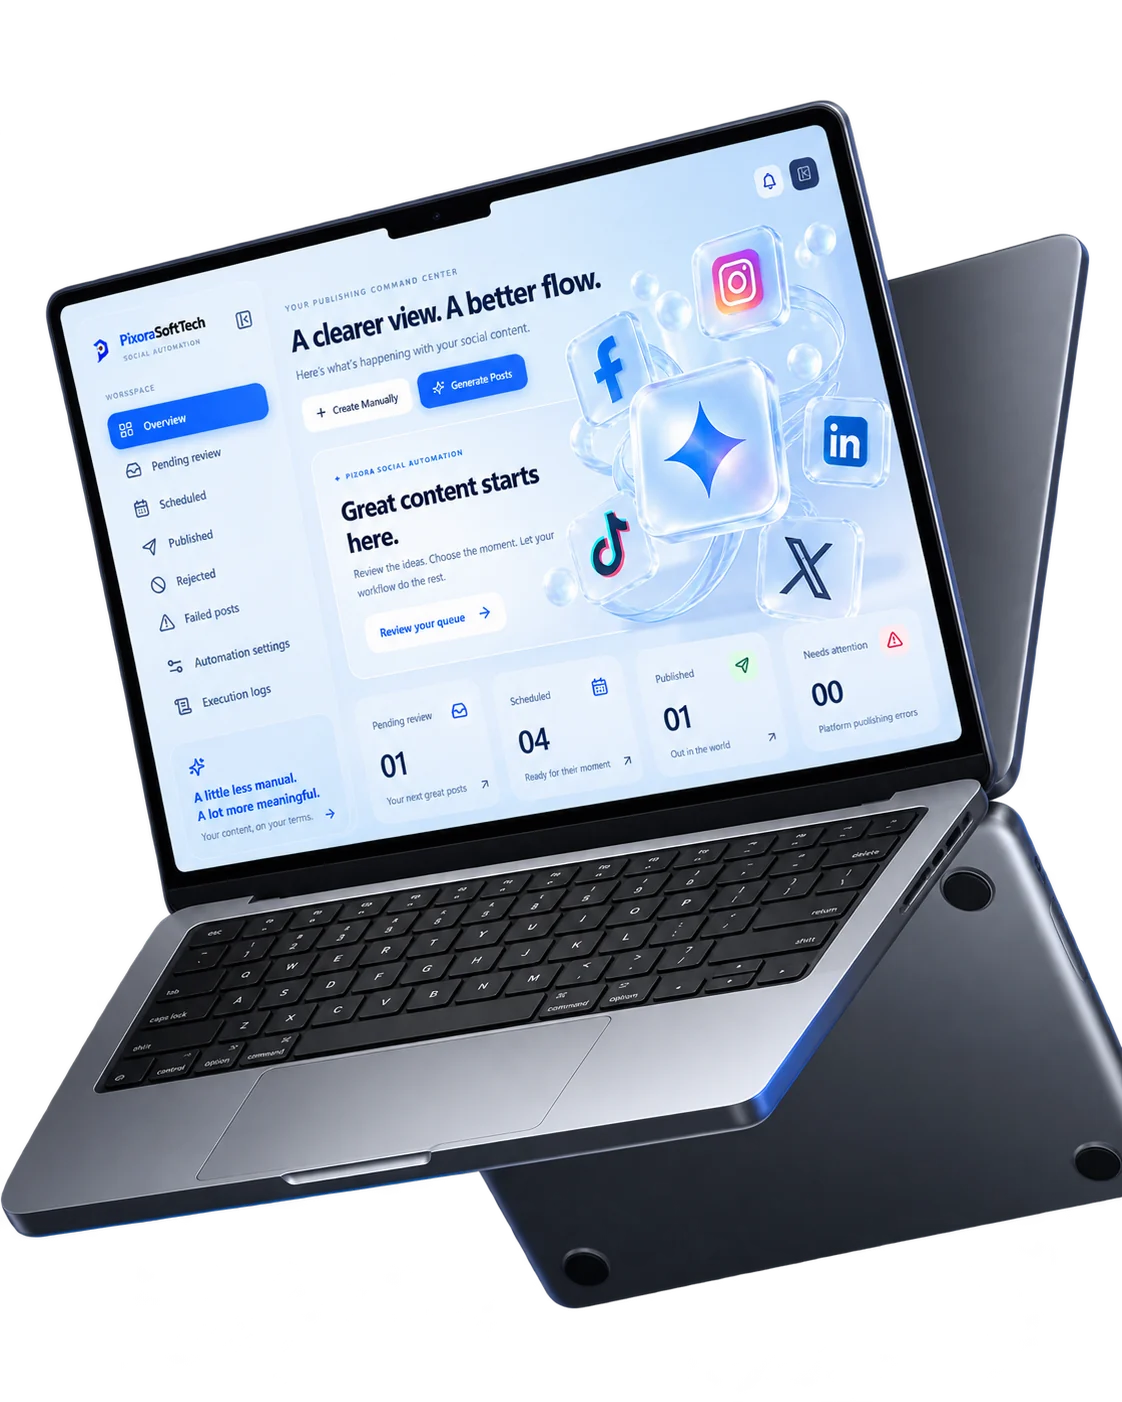 PixoraSoftTech
SOCIAL AUTOMATION
WORSSPACE
Overview
Pending review
Scheduled
Published
Rejected
Failed posts
Automation settings
Execution logs
A little less manual.
A lot more meaningful.
Your content, on your terms.
YOUR PUBLISHING COMMAND CENTER
A clearer view. A better flow.
Here's what's happening with your social content.
Create Manually
Generate Posts
PIZORA SOCIAL AUTOMATION
Great content starts
here.
Review the ideas. Choose the moment. Let your
workflow do the rest.
Review your queue
in
Pending review
01
Your next great posts
Scheduled
04
Ready for their moment
Published
01
Out in the world
Needs attention
00
Platform puolishing errors
esc
delete
Q W E R T Y U I O P
return
tab
A S D F G H J K L
caps lock
Z X C V B N M
control
option
command
command
option